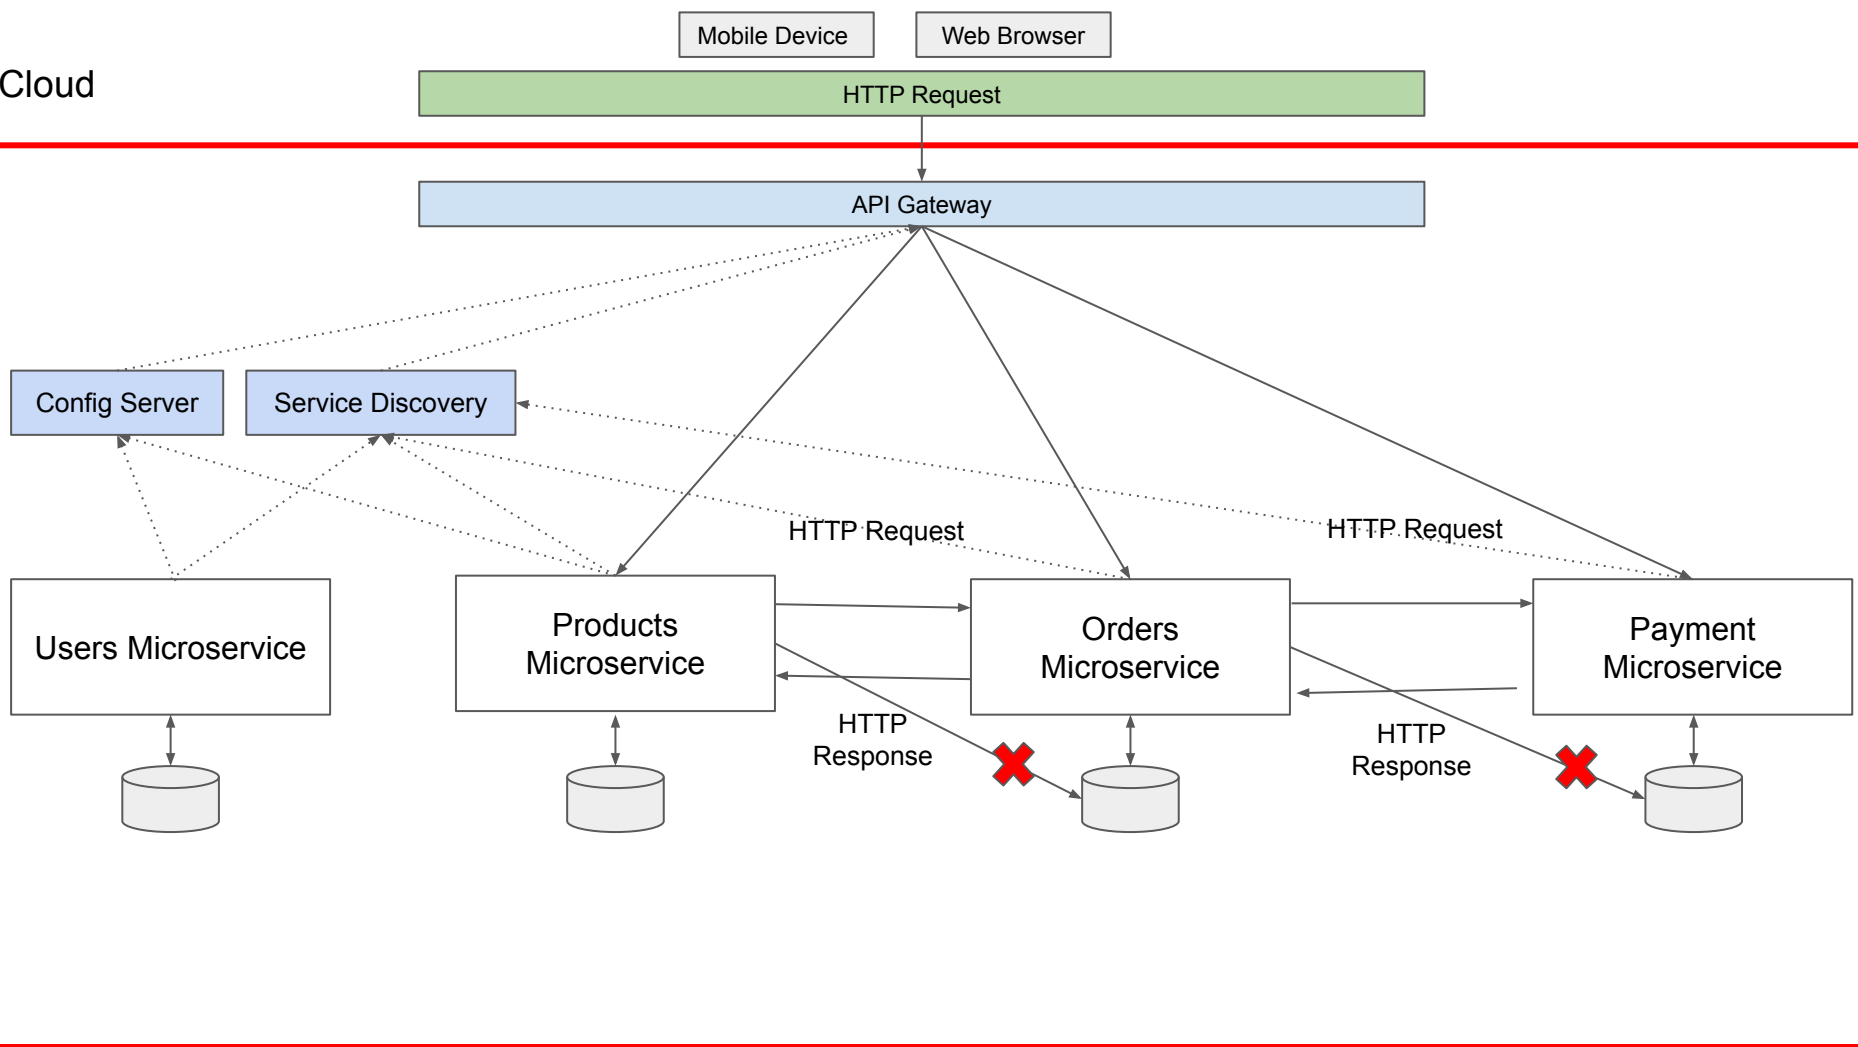 Mobile Device
Web Browser
Cloud
HTTP Request
API Gateway
Config Server
Service Discovery
HTTP Request
HTTP Request
Users Microservice
Products
Microservice
Orders
Microservice
Payment
Microservice
HTTP
Response
HTTP
Response